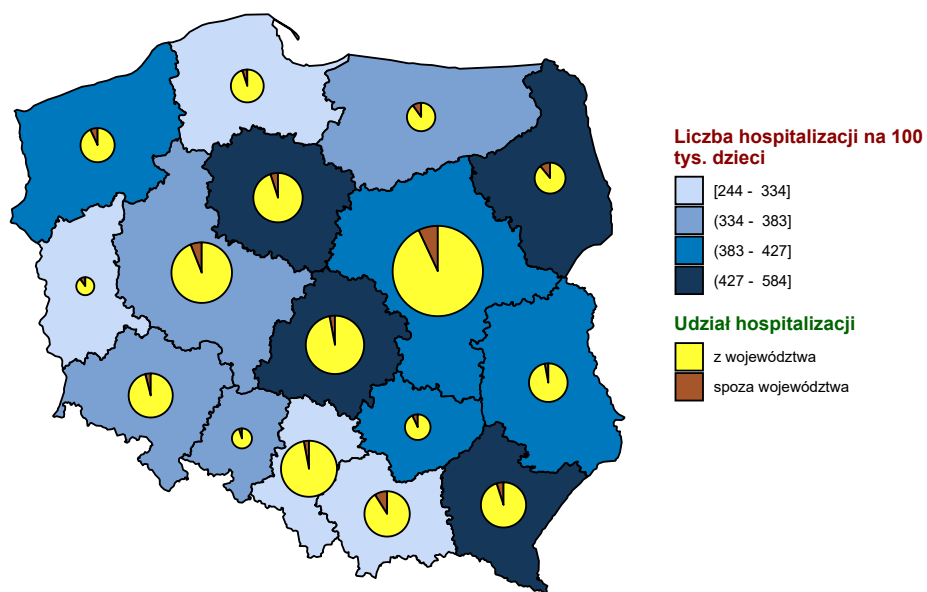 Liczba hospitalizacji na 100
tys. dzieci
[244 - 334]
(334 - 383]
(383 - 427]
(427 - 584]
Udział hospitalizacji
z województwa
spoza województwa